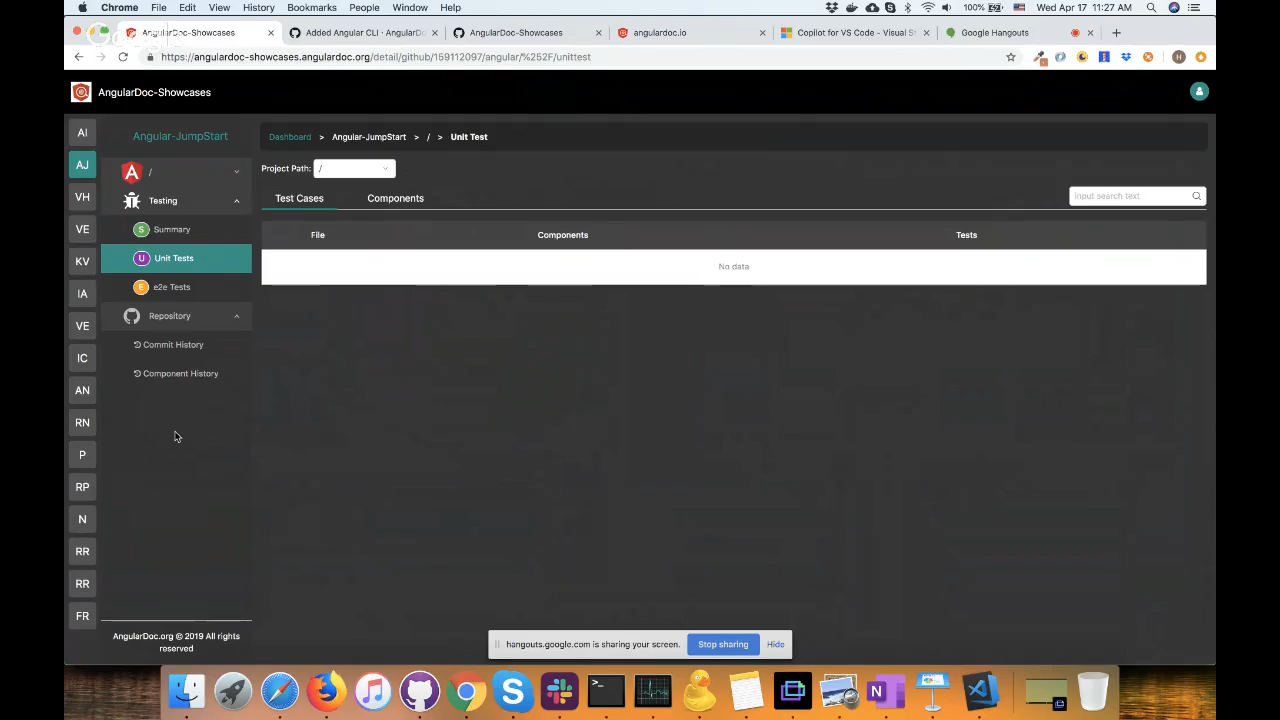 Chrome File Edit View History Bookmarks People Window Help
100% Wed Apr 17 11:27 AM
AngularDoc-Showcases
Added Angular CLI · AngularDoc
AngularDoc-Showcases
angulardoc.io
Copilot for VS Code - Visual St
Google Hangouts
https://angulardoc-showcases.angulardoc.org/detail/github/169112097/angular/%252F/unittest
H
AngularDoc-Showcases
AI
AJ
VH
VE
KV
IA
VE
IC
AN
RN
P
RP
N
RR
RR
FR
Angular-JumpStart
/
Testing
S Summary
U Unit Tests
E e2e Tests
Repository
Commit History
Component History
AngularDoc.org © 2019 All rights
reserved
Dashboard > Angular-JumpStart > / > Unit Test
Project Path: /
Test Cases Components
Input search text
File Components Tests
No data
hangouts.google.com is sharing your screen. Stop sharing Hide